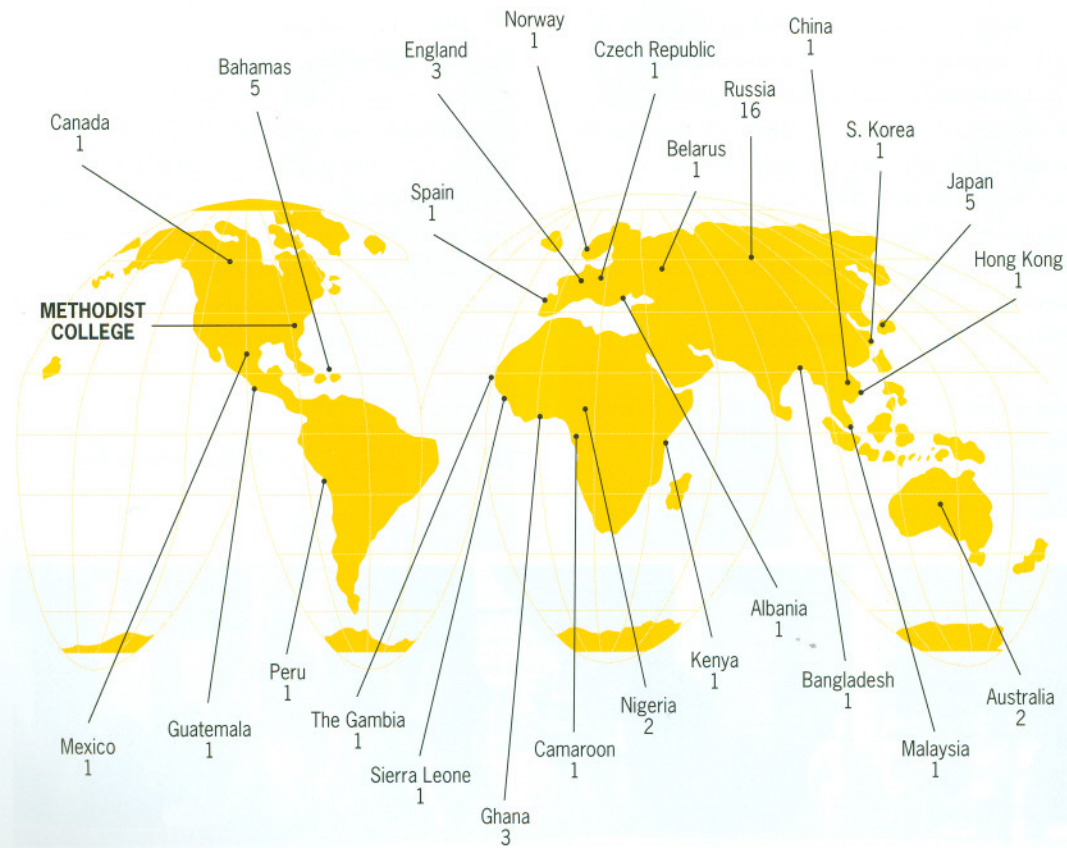 Norway
1
China
1
England
3
Czech Republic
1
Bahamas
5
Russia
16
Canada
1
S. Korea
1
Belarus
1
Spain
1
Japan
5
Hong Kong
1
METHODIST
COLLEGE
Albania
1
Kenya
1
Peru
1
Bangladesh
1
Australia
2
Nigeria
2
The Gambia
1
Guatemala
1
Mexico
1
Camaroon
1
Malaysia
1
Sierra Leone
1
Ghana
3